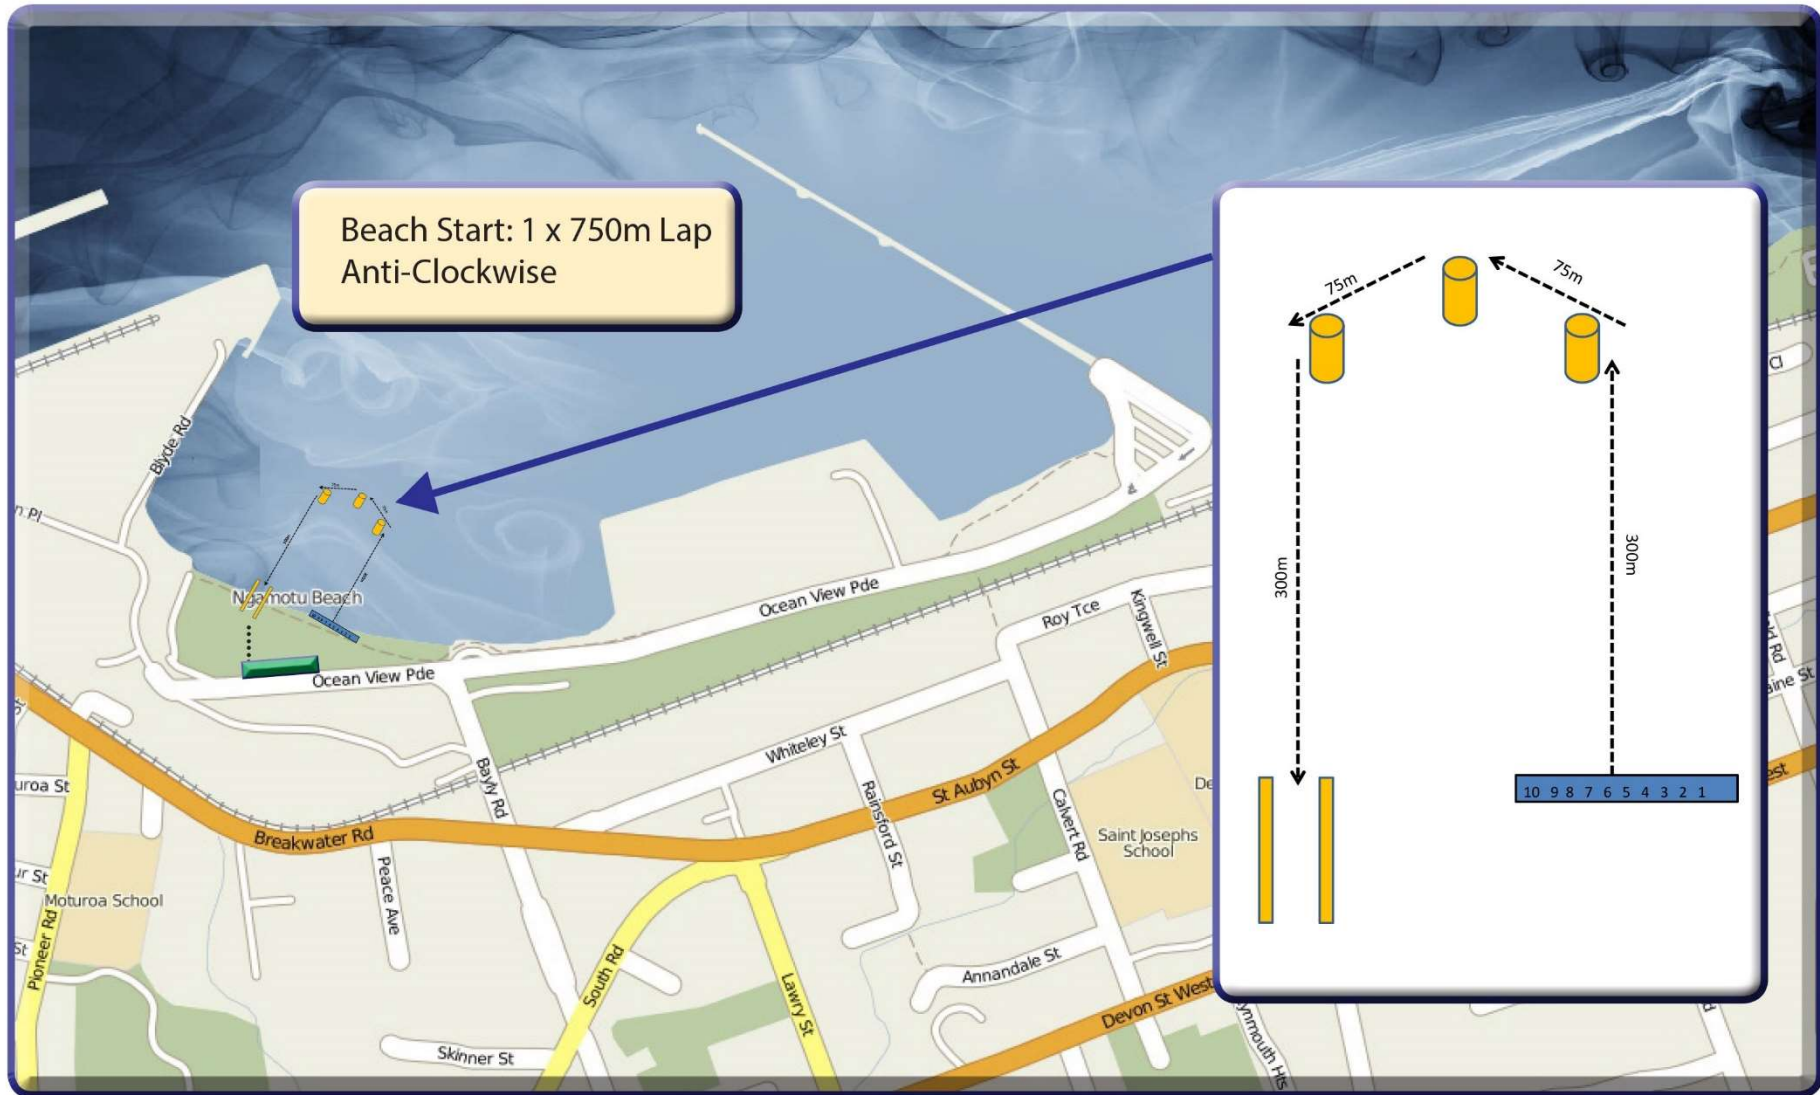 Beach Start: 1 x 750m Lap
Anti-Clockwise
75m
75m
300m
300m
10 9 8 7 6 5 4 3 2 1
Blyde Rd
Ngamotu Beach
Ocean View Pde
Ocean View Pde
Roy Tce
Kingwell St
Whiteley St
Bayly Rd
Rainsford St
St Aubyn St
Calvert Rd
Saint Josephs
School
Breakwater Rd
Peace Ave
Moturoa School
Pioneer Rd
South Rd
Lawry St
Annandale St
Devon St West
Skinner St